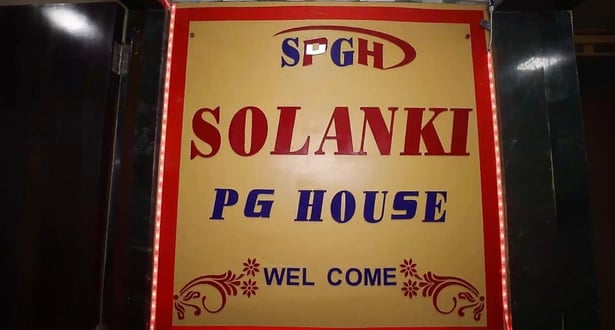 SPGH
SOLANKI
PG HOUSE
WEL COME